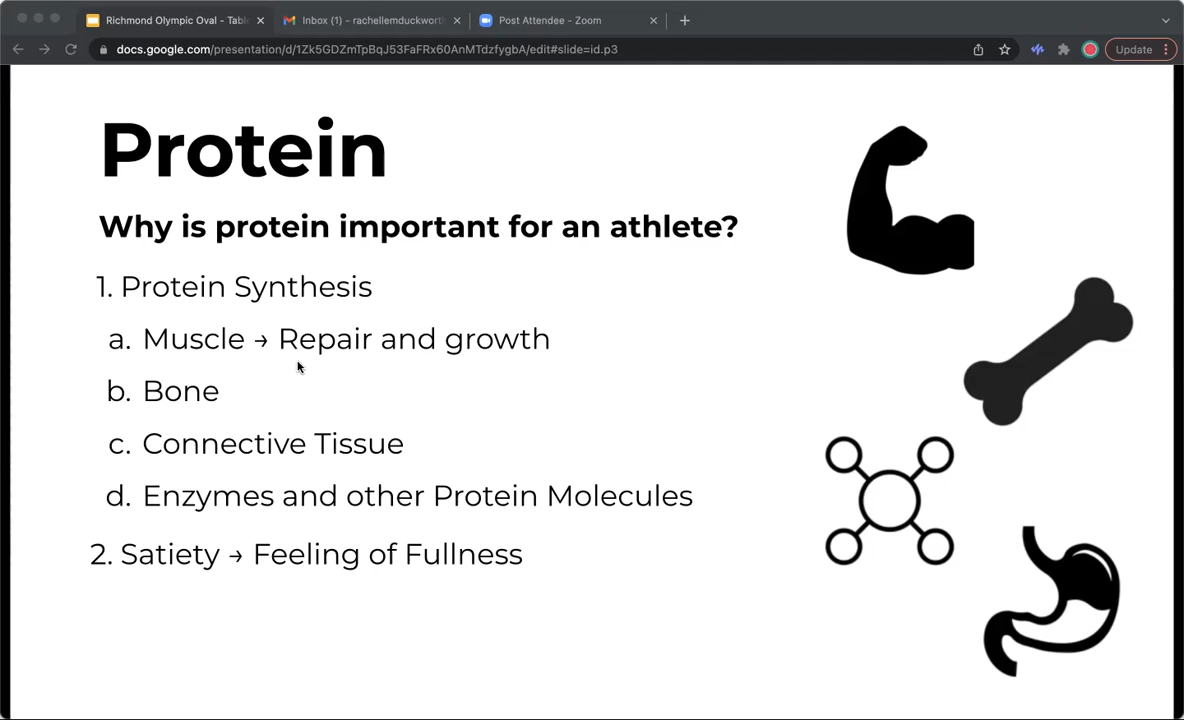 Richmond Olympic Oval - Table
Inbox (1) – rachellemduckworth
Post Attendee - Zoom
docs.google.com/presentation/d/1Zk5GDZmTpBqJ53FaFRx60AnMTdzfygbA/edit#slide=id.p3
Update
Protein
Why is protein important for an athlete?
1. Protein Synthesis
a. Muscle → Repair and growth
b. Bone
c. Connective Tissue
d. Enzymes and other Protein Molecules
2. Satiety → Feeling of Fullness